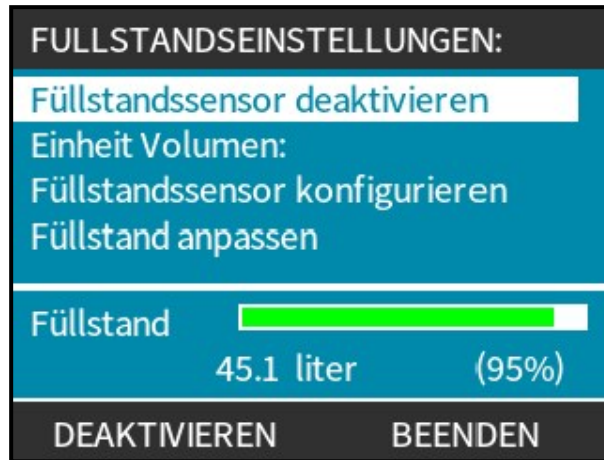 FULLSTANDSEINSTELLUNGEN:
Füllstandssensor deaktivieren
Einheit Volumen:
Füllstandssensor konfigurieren
Füllstand anpassen
Füllstand
45.1 liter (95%)
DEAKTIVIEREN BEENDEN